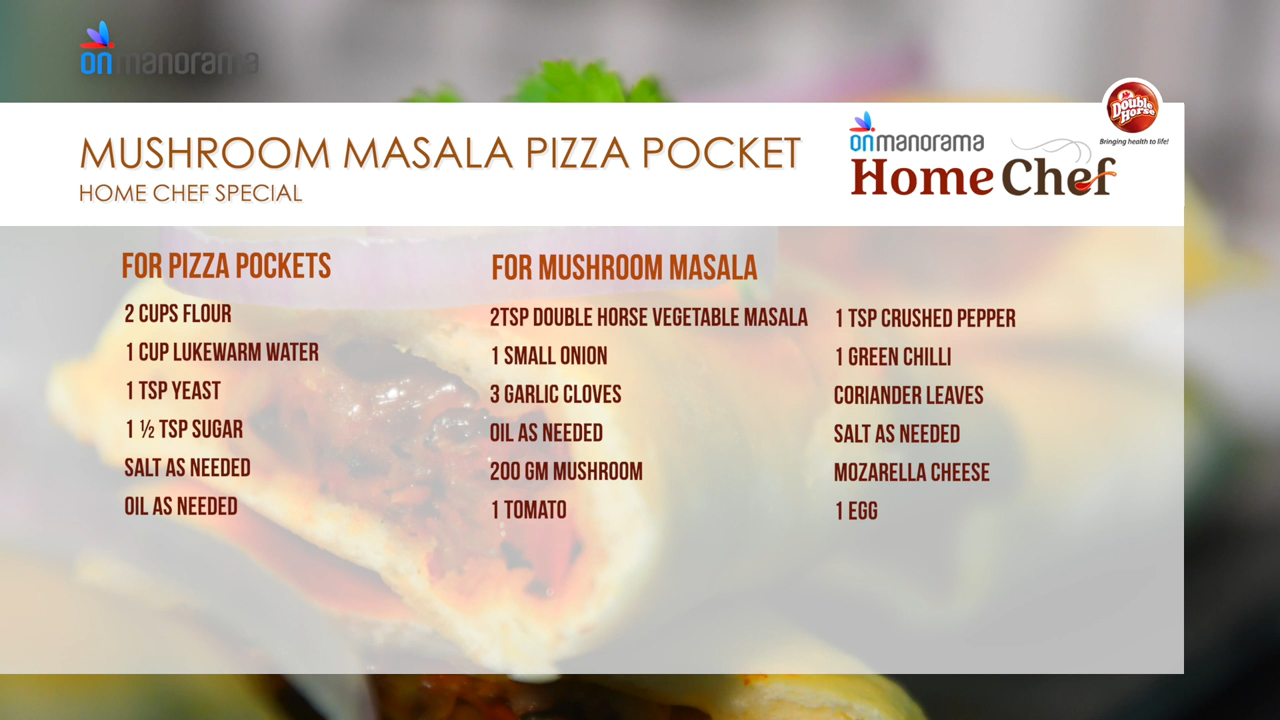 onmanorama
MUSHROOM MASALA PIZZA POCKET
HOME CHEF SPECIAL
onmanorama
Home Chef
Double Horse
Bringing health to life!
FOR PIZZA POCKETS
2 CUPS FLOUR
1 CUP LUKEWARM WATER
1 TSP YEAST
1 ½ TSP SUGAR
SALT AS NEEDED
OIL AS NEEDED
FOR MUSHROOM MASALA
2TSP DOUBLE HORSE VEGETABLE MASALA
1 SMALL ONION
3 GARLIC CLOVES
OIL AS NEEDED
200 GM MUSHROOM
1 TOMATO
1 TSP CRUSHED PEPPER
1 GREEN CHILLI
CORIANDER LEAVES
SALT AS NEEDED
MOZARELLA CHEESE
1 EGG